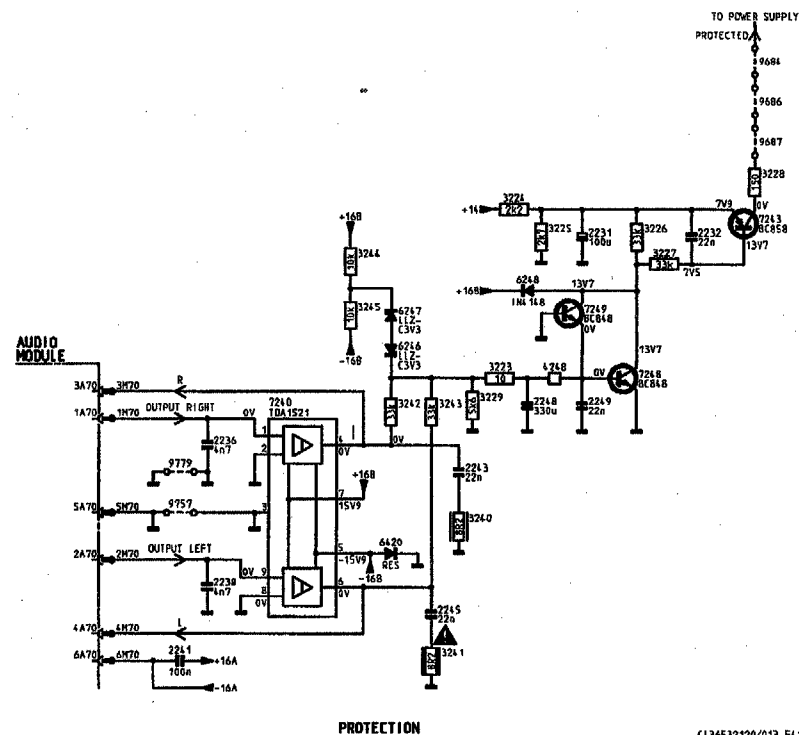 TO POWER SUPPLY
PROTECTED
9684
9686
9687
3228
150
0V
7V9
7243
BC858
13V7
+14
3224
2k2
3225
2k7
2231
100u
3226
33k
2232
22n
3227
33k
7V5
+16B
3244
3245
10k
-16B
6247
LLZ-
C3V3
6246
LLZ-
C3V3
+16B
6248
1N4148
13V7
7249
BC848
0V
13V7
3223
10
4248
0V
7248
BC848
3242
33k
3243
33k
3229
5k6
2248
330u
2249
22n
AUDIO
MODULE
3A70
3M70
R
1A70
1M70
OUTPUT RIGHT
0V
7240
TDA1521
2236
4n7
9779
1
2
4
0V
0V
2243
22n
3240
8R2
5A70
5M70
9757
3
7
15V9
+16B
5
-15V9
-16B
6420
RES
2A70
2M70
OUTPUT LEFT
0V
9
8
0V
2238
4n7
6
0V
2245
22n
3241
8R2
4A70
4M70
L
6A70
6M70
2241
100n
+16A
-16A
PROTECTION